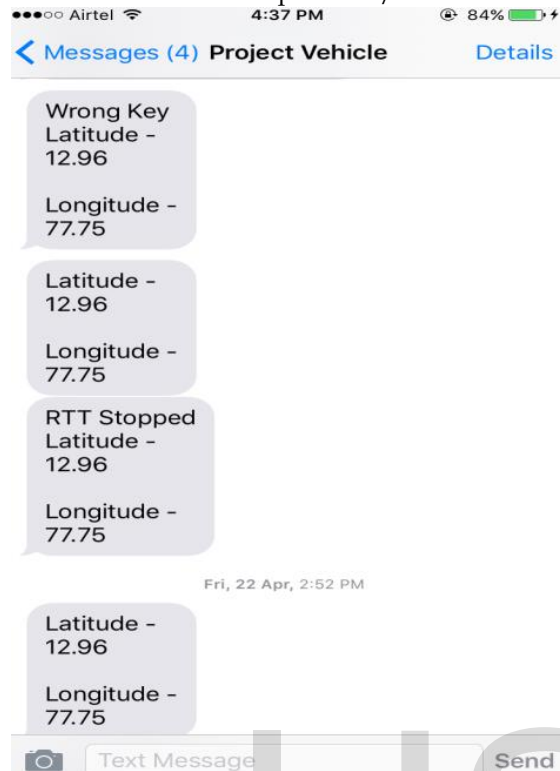 Airtel 4:37 PM 84%
Messages (4) Project Vehicle Details
Wrong Key
Latitude -
12.96
Longitude -
77.75
Latitude -
12.96
Longitude -
77.75
RTT Stopped
Latitude -
12.96
Longitude -
77.75
Fri, 22 Apr, 2:52 PM
Latitude -
12.96
Longitude -
77.75
Text Message Send